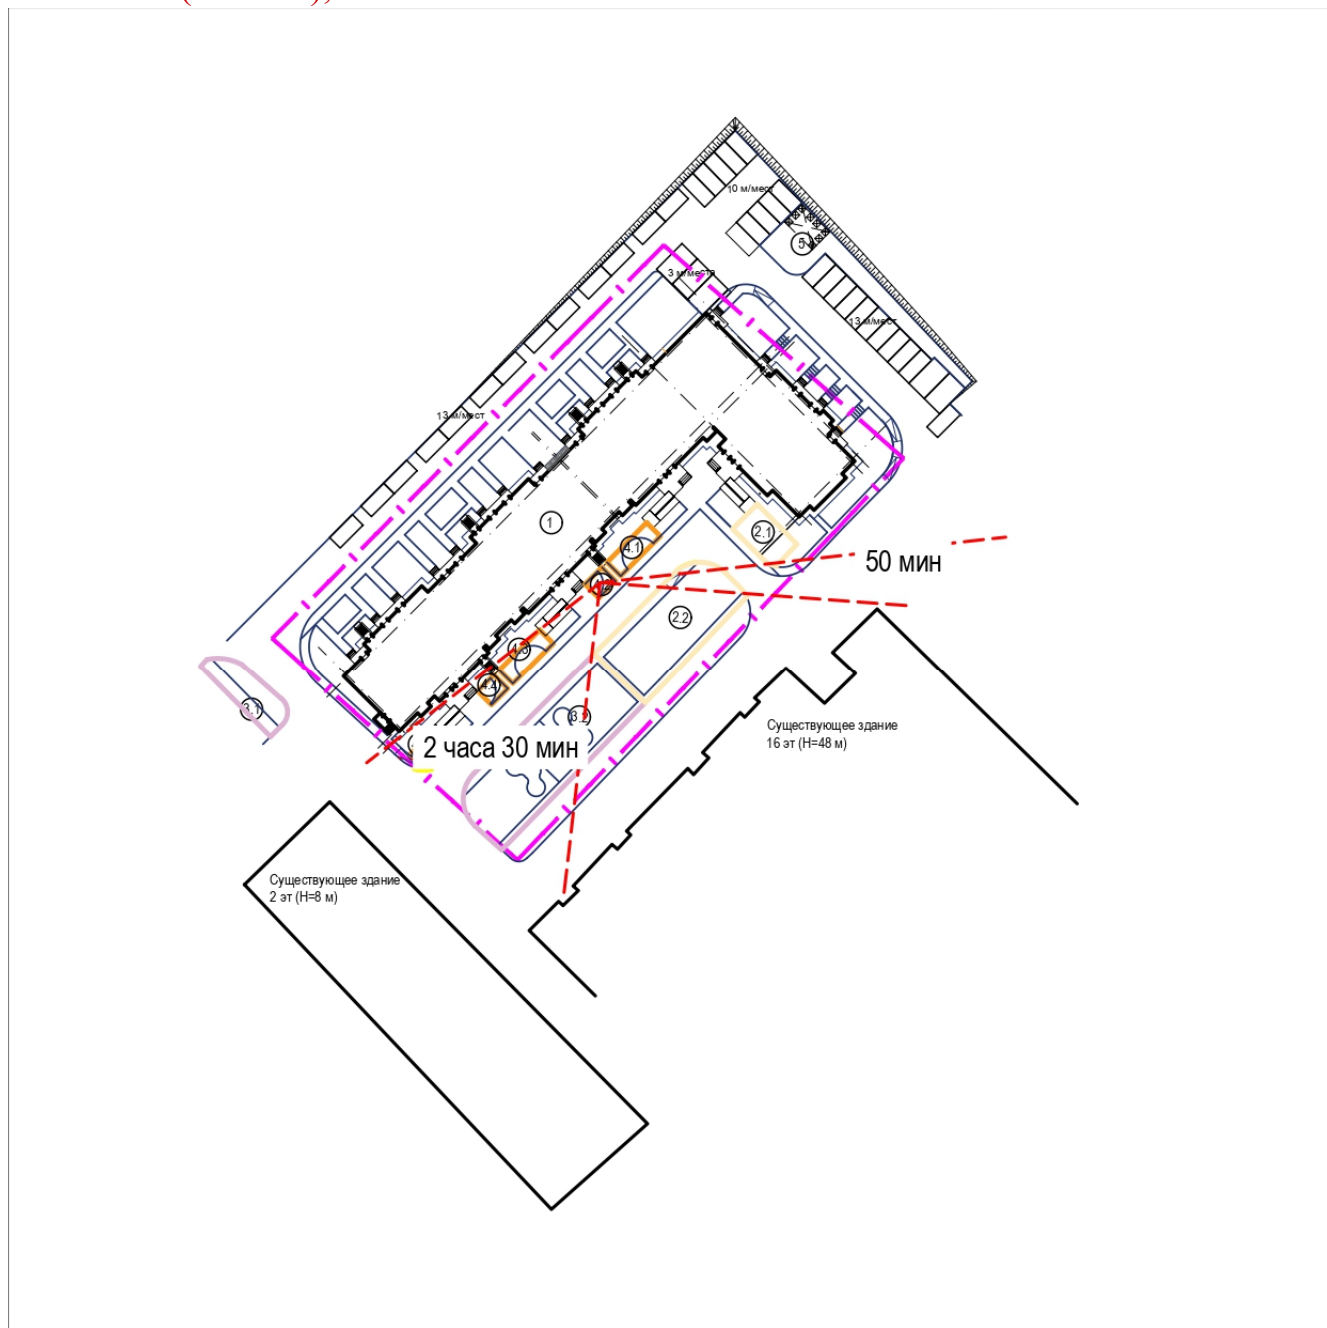 10 м/мест
5
3 м/места
13 м/мест
13 м/мест
1
2.1
4.1
50 мин
2.2
4.3
4.4
3.1
3.2
Существующее здание
16 эт (Н=48 м)
2 часа 30 мин
Существующее здание
2 эт (Н=8 м)